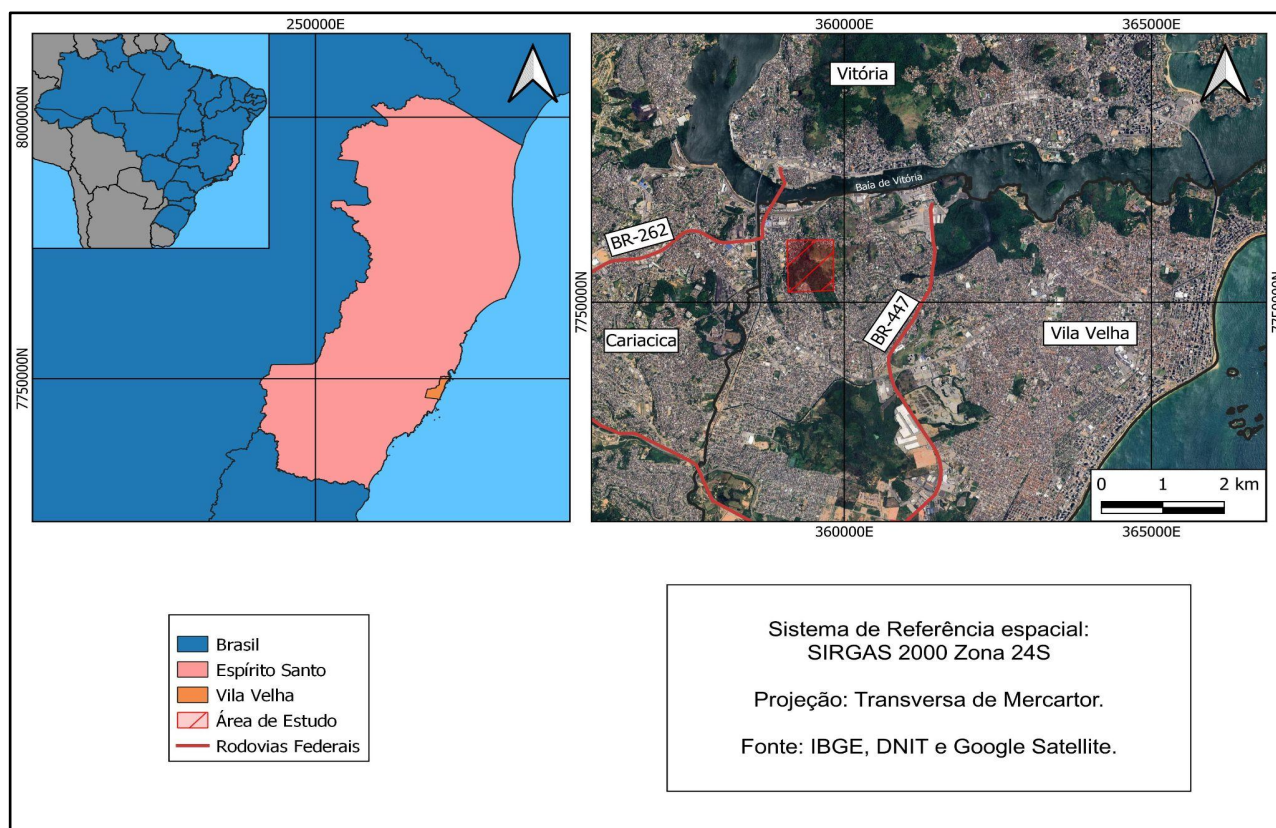 250000E
360000E
365000E
8000000N
7750000N
Vitória
Baía de Vitória
BR-262
7750000N
7750000N
BR-447
Cariacica
Vila Velha
0 1 2 km
250000E
360000E
365000E
Brasil
Espírito Santo
Vila Velha
Área de Estudo
Rodovias Federais
Sistema de Referência espacial:
SIRGAS 2000 Zona 24S
Projeção: Transversa de Mercartor.
Fonte: IBGE, DNIT e Google Satellite.